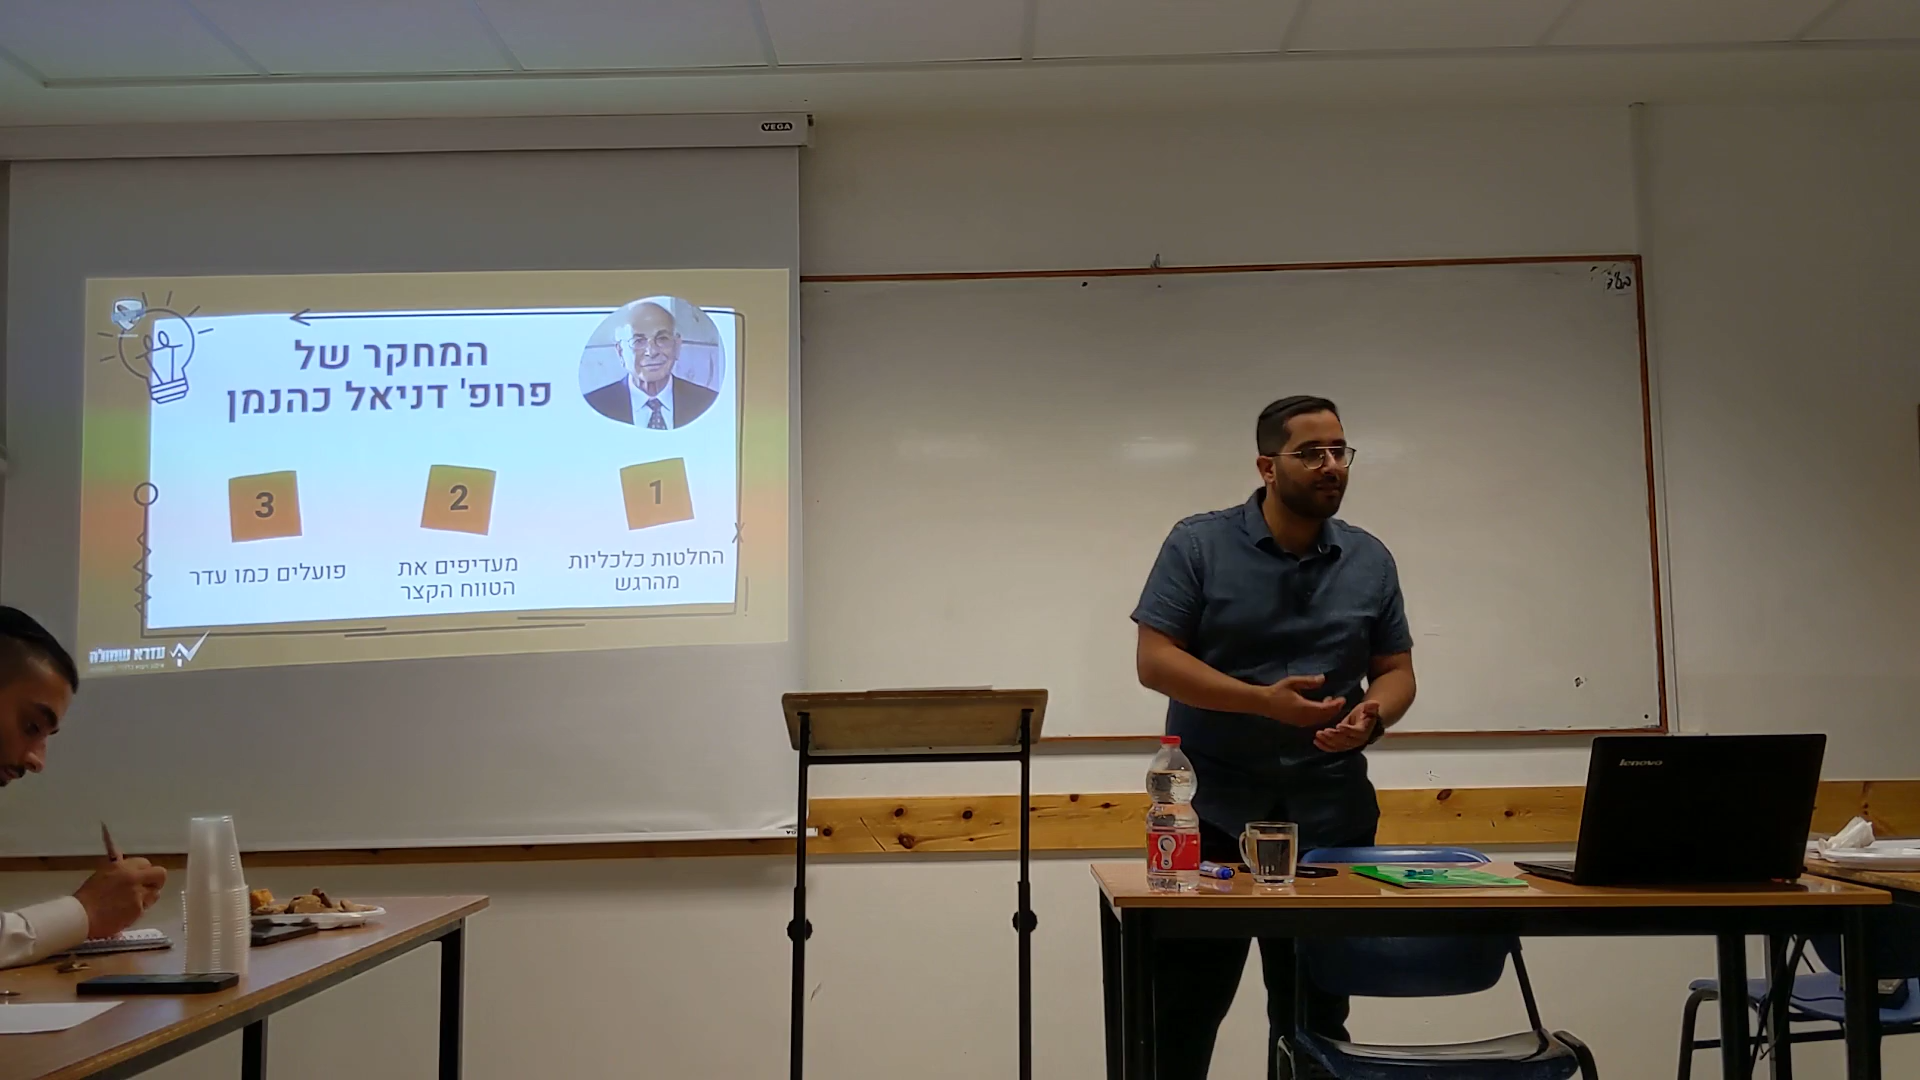 VEGA
המחקר של
פרופ' דניאל כהנמן
1
החלטות כלכליות
מהרגש
2
מעדיפים את
הטווח הקצר
3
פועלים כמו עדר
עזרא שמולה
lenovo